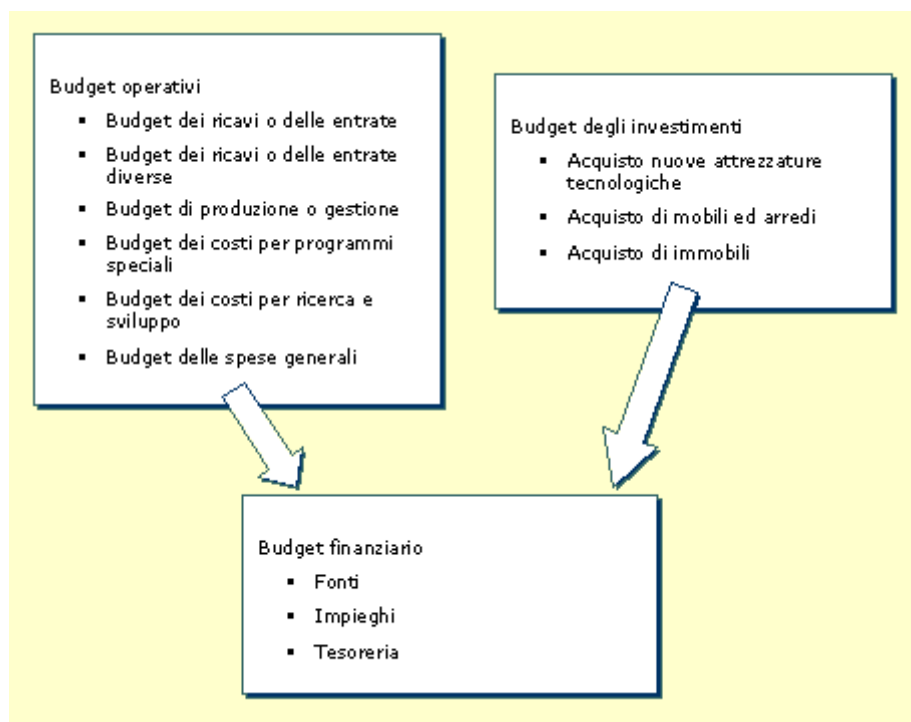 Budget operativi
▪ Budget dei ricavi o delle entrate
▪ Budget dei ricavi o delle entrate
diverse
▪ Budget di produzione o gestione
▪ Budget dei costi per programmi
speciali
▪ Budget dei costi per ricerca e
sviluppo
▪ Budget delle spese generali
Budget degli investimenti
▪ Acquisto nuove attrezzature
tecnologiche
▪ Acquisto di mobili ed arredi
▪ Acquisto di immobili
Budget finanziario
▪ Fonti
▪ Impieghi
▪ Tesoreria